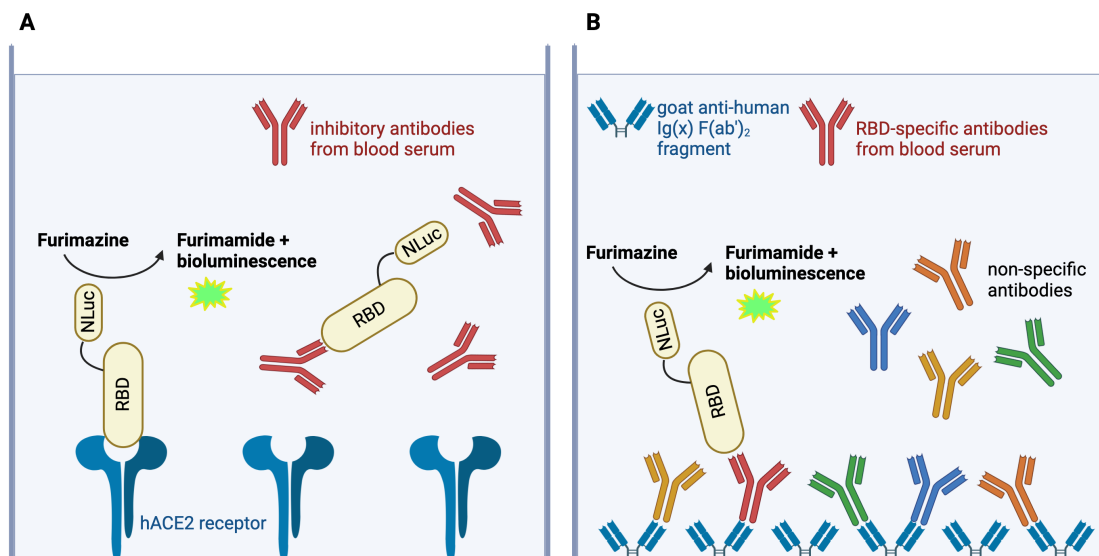 A
inhibitory antibodies
from blood serum
Furimazine
Furimamide +
bioluminescence
NLuc
NLuc
RBD
RBD
hACE2 receptor
B
goat anti-human
Ig(x) F(ab')₂
fragment
RBD-specific antibodies
from blood serum
Furimazine
Furimamide +
bioluminescence
non-specific
antibodies
NLuc
RBD